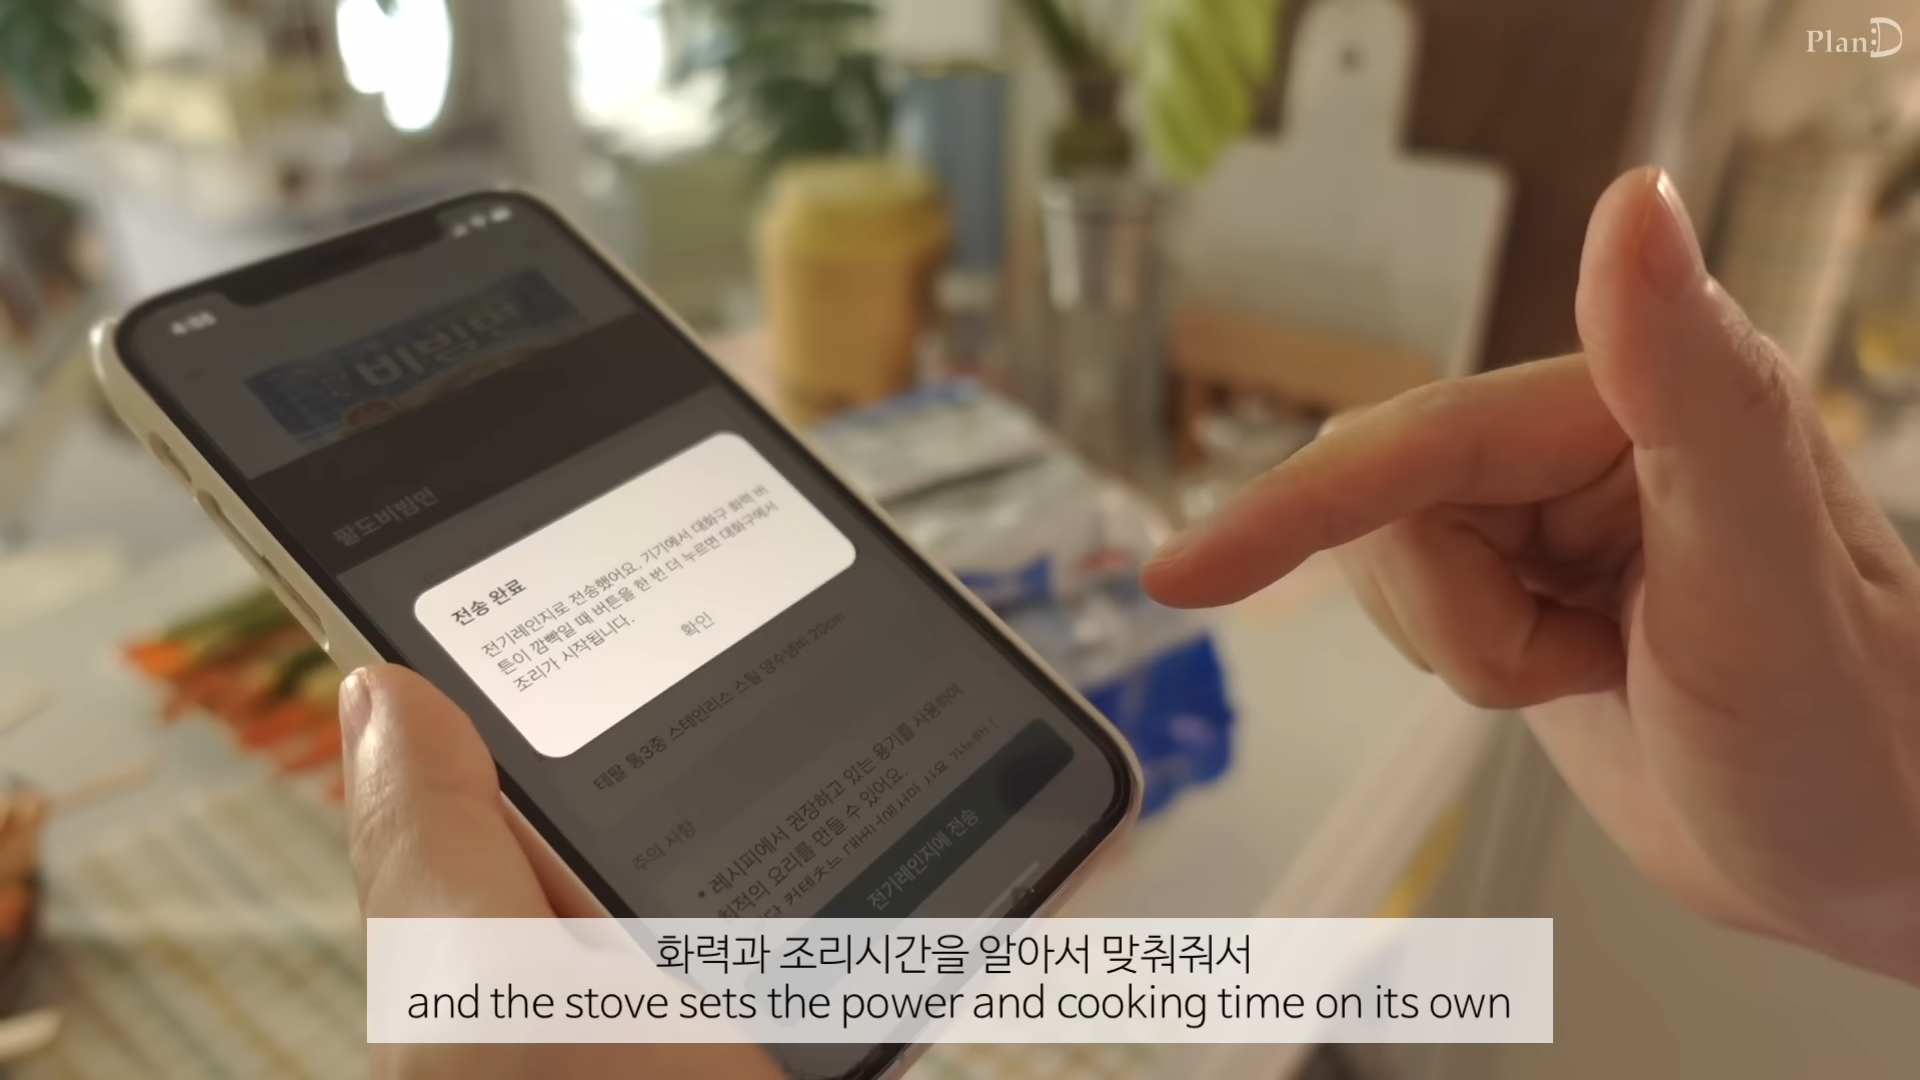 Plan:D
비빔면
팔도비빔면
전송 완료
전기레인지로 전송했어요. 기기에서 대화구 화력 버
튼이 깜빡일 때 버튼을 한 번 더 누르면 대화구에서
조리가 시작됩니다.
확인
테팔 통3중 스테인리스 스틸 양수냄비 20cm
주의 사항
• 레시피에서 권장하고 있는 용기를 사용하여
최적의 요리를 만들 수 있어요.
전기레인지에 전송
화력과 조리시간을 알아서 맞춰줘서
and the stove sets the power and cooking time on its own